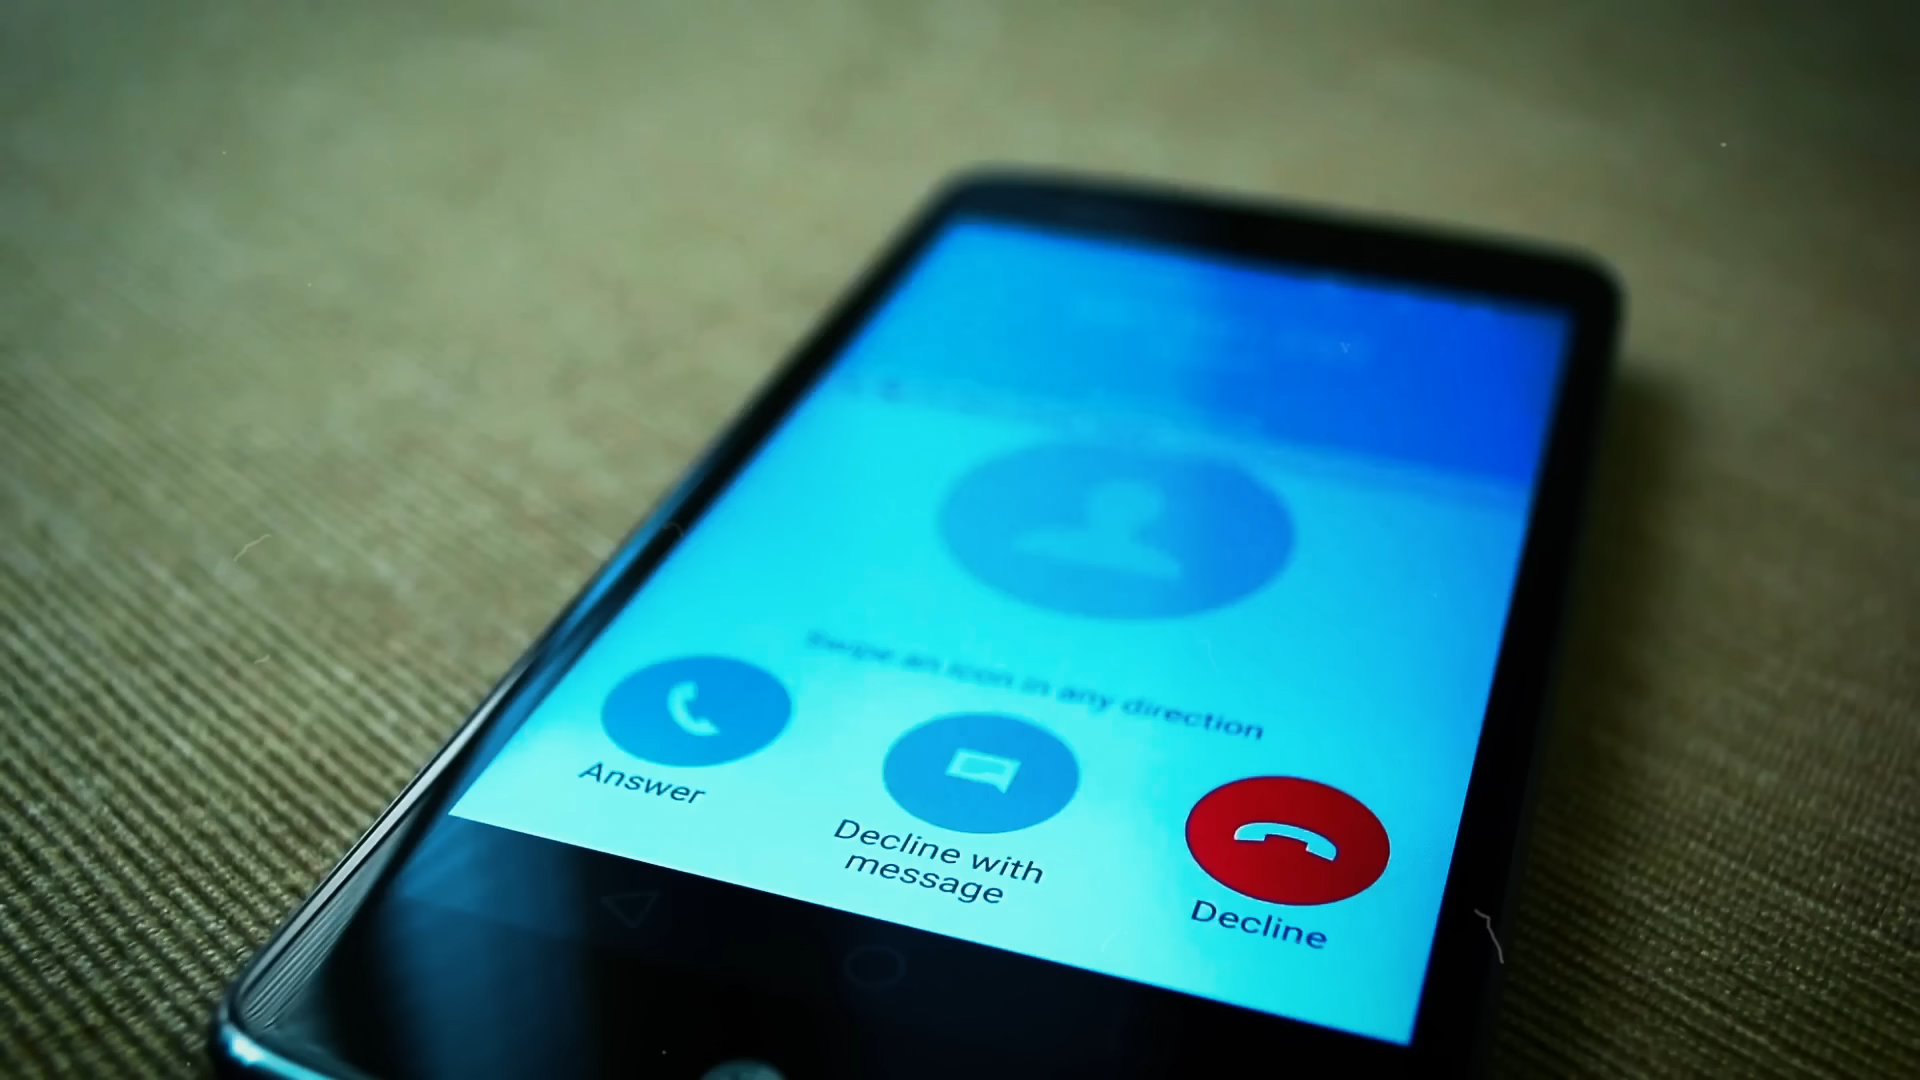 Swipe an icon in any direction
Answer
Decline with
message
Decline